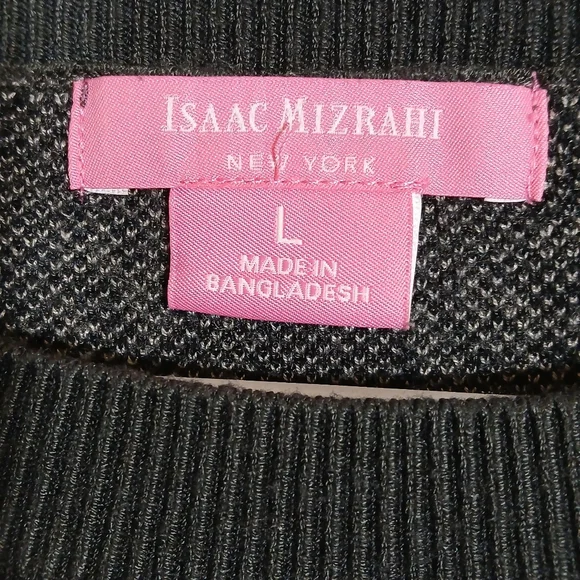 ISAAC MIZRAHI
NEW YORK
L
MADE IN
BANGLADESH